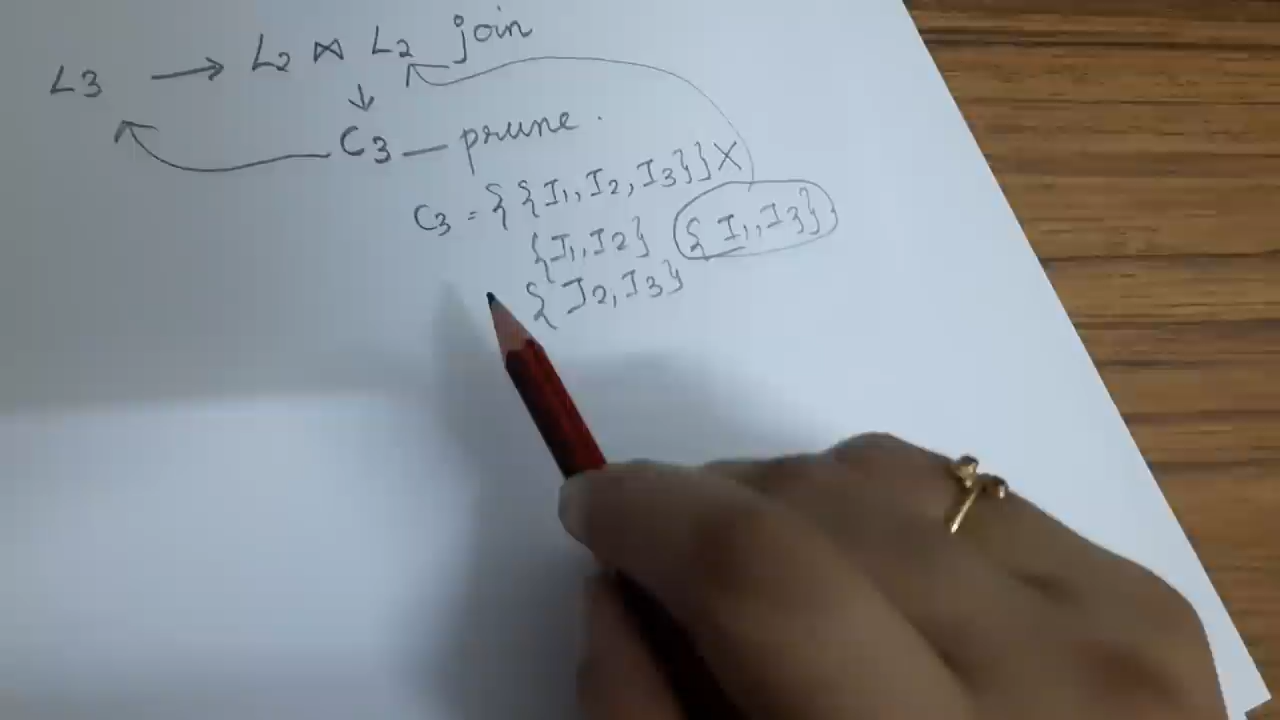 L3 → L2 ⋈ L2 join
↓
C3 — prune.
C3 = { { I1, I2, I3 } } X
{ I1, I2 } { I1, I3 }
{ I2, I3 }